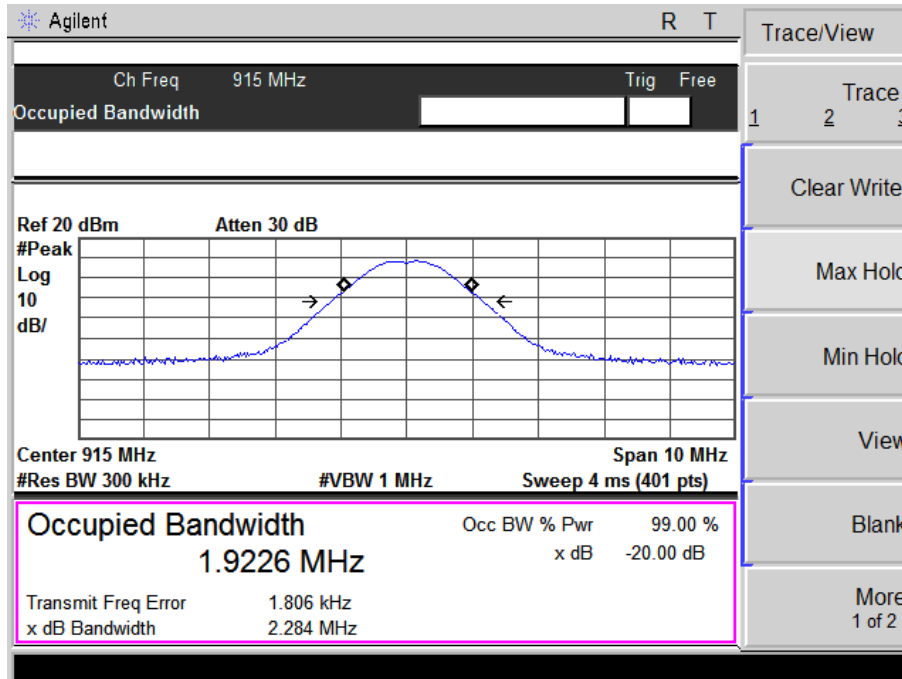 Agilent R T
Ch Freq 915 MHz Trig Free
Occupied Bandwidth
Ref 20 dBm Atten 30 dB
#Peak
Log
10
dB/
Center 915 MHz Span 10 MHz
#Res BW 300 kHz #VBW 1 MHz Sweep 4 ms (401 pts)
Occupied Bandwidth Occ BW % Pwr 99.00 %
1.9226 MHz x dB -20.00 dB
Transmit Freq Error 1.806 kHz
x dB Bandwidth 2.284 MHz
Trace/View
Trace
1 2
Clear Write
Max Hold
Min Hold
View
Blank
More
1 of 2